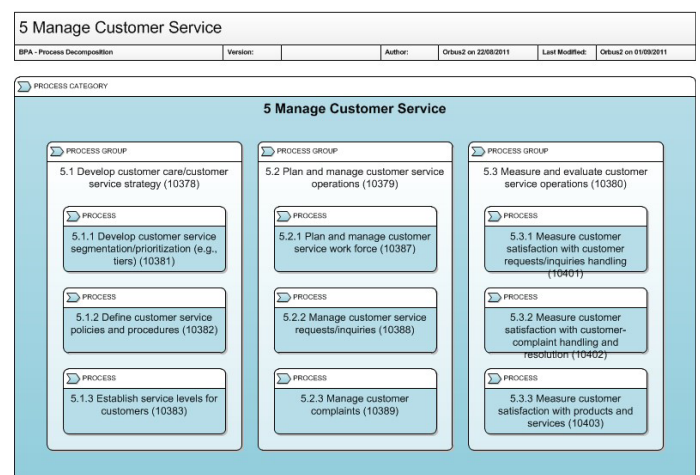 5 Manage Customer Service
BPA - Process Decomposition Version: Author: Orbus2 on 22/08/2011 Last Modified: Orbus2 on 01/09/2011
PROCESS CATEGORY
5 Manage Customer Service
PROCESS GROUP
5.1 Develop customer care/customer
service strategy (10378)
PROCESS
5.1.1 Develop customer service
segmentation/prioritization (e.g.,
tiers) (10381)
PROCESS
5.1.2 Define customer service
policies and procedures (10382)
PROCESS
5.1.3 Establish service levels for
customers (10383)
PROCESS GROUP
5.2 Plan and manage customer service
operations (10379)
PROCESS
5.2.1 Plan and manage customer
service work force (10387)
PROCESS
5.2.2 Manage customer service
requests/inquiries (10388)
PROCESS
5.2.3 Manage customer
complaints (10389)
PROCESS GROUP
5.3 Measure and evaluate customer
service operations (10380)
PROCESS
5.3.1 Measure customer
satisfaction with customer
requests/inquiries handling
(10401)
PROCESS
5.3.2 Measure customer
satisfaction with customer-
complaint handling and
resolution (10402)
PROCESS
5.3.3 Measure customer
satisfaction with products and
services (10403)